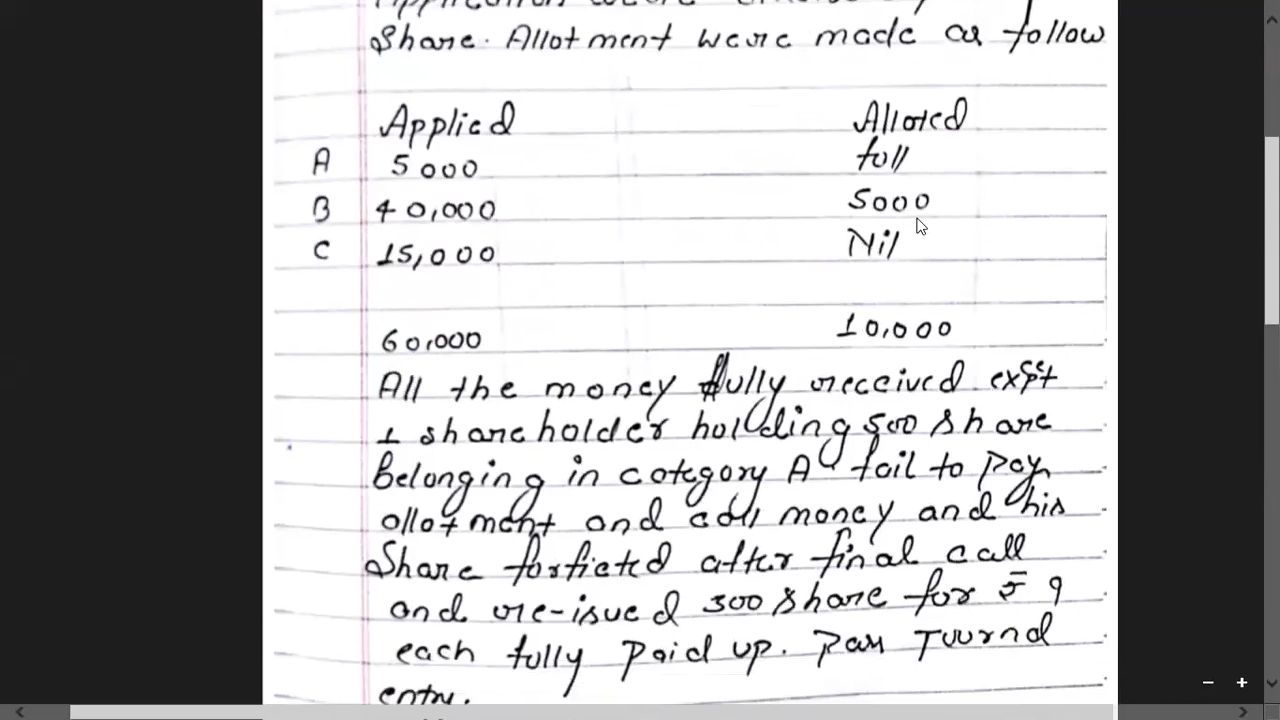 Share. Allotment were made as follow
Applied Alloted
A 5000 full
B 40,000 5000
C 15,000 Nil
60,000 10,000
All the money fully received
1 shareholder holding 500 share
Belonging in category A fail to pay
allotment and call money and his
Share forfieted after final call
and re-issued 300 share for ₹ 9
each fully paid up. Pass
entry.
− +